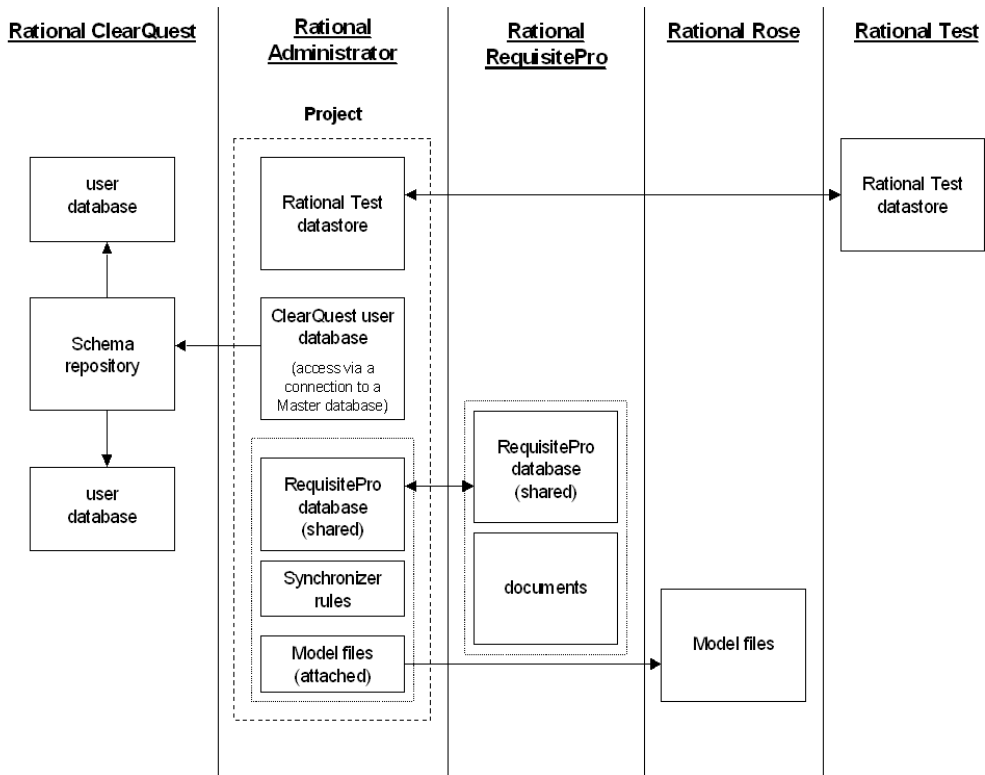 Rational ClearQuest
Rational
Administrator
Rational
RequisitePro
Rational Rose
Rational Test
Project
user
database
Schema
repository
user
database
Rational Test
datastore
ClearQuest user
database
(access via a
connection to a
Master database)
RequisitePro
database
(shared)
Synchronizer
rules
Model files
(attached)
RequisitePro
database
(shared)
documents
Model files
Rational Test
datastore